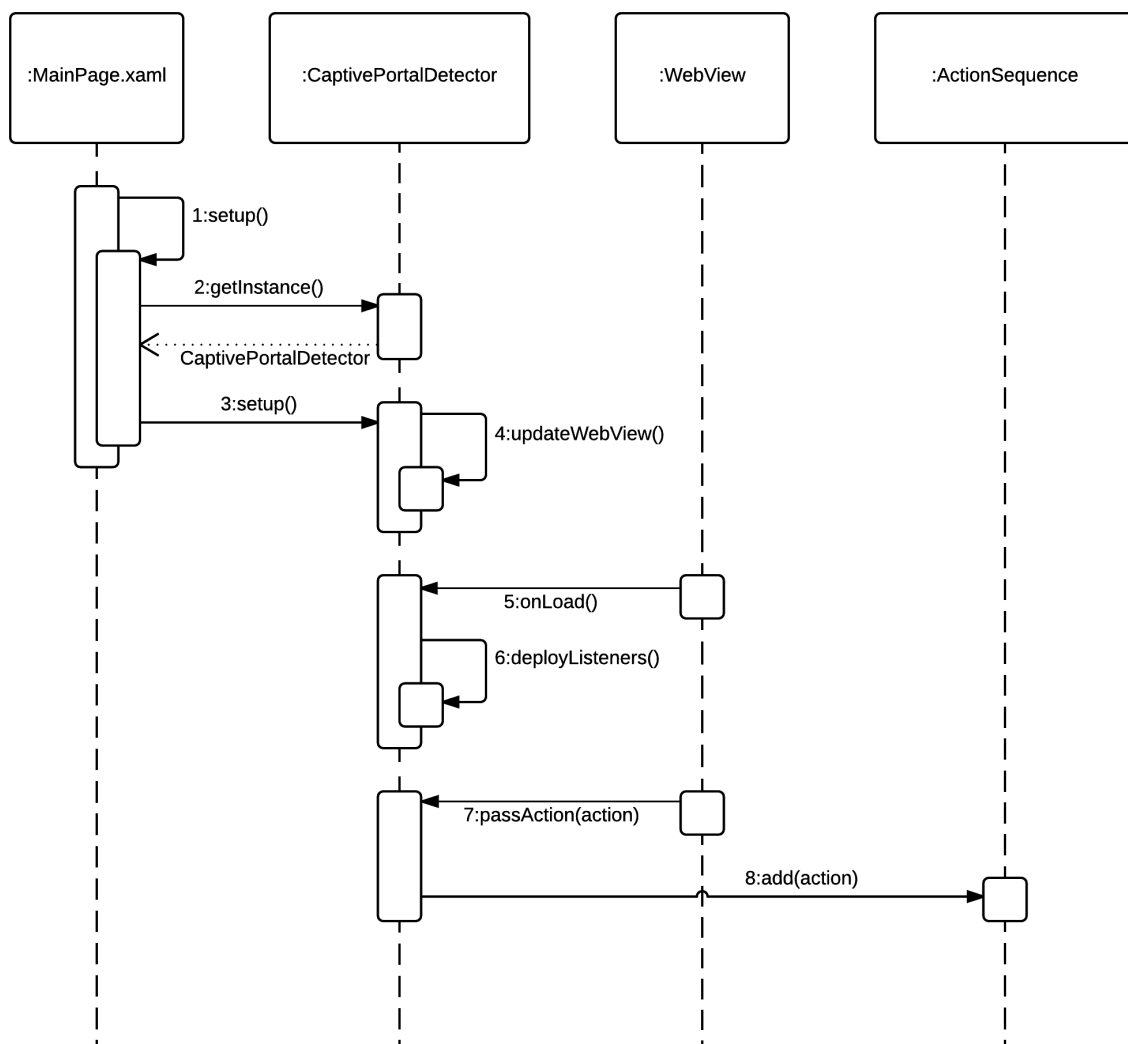 :MainPage.xaml
:CaptivePortalDetector
:WebView
:ActionSequence
1:setup()
2:getInstance()
CaptivePortalDetector
3:setup()
4:updateWebView()
5:onLoad()
6:deployListeners()
7:passAction(action)
8:add(action)